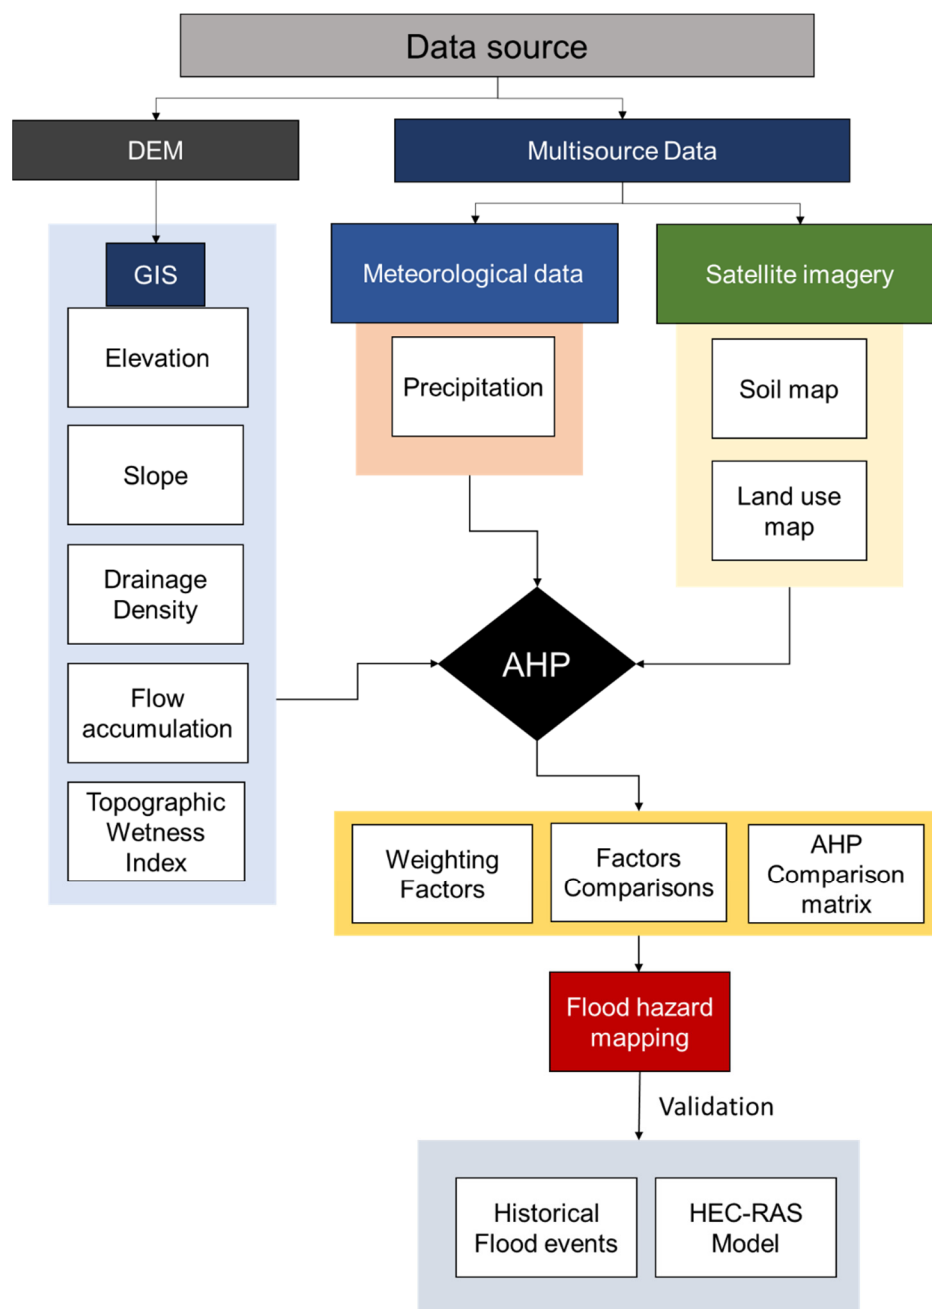 Data source
DEM
Multisource Data
GIS
Meteorological data
Satellite imagery
Elevation
Slope
Drainage
Density
Flow
accumulation
Topographic
Wetness
Index
Precipitation
Soil map
Land use
map
AHP
Weighting
Factors
Factors
Comparisons
AHP
Comparison
matrix
Flood hazard
mapping
Validation
Historical
Flood events
HEC-RAS
Model